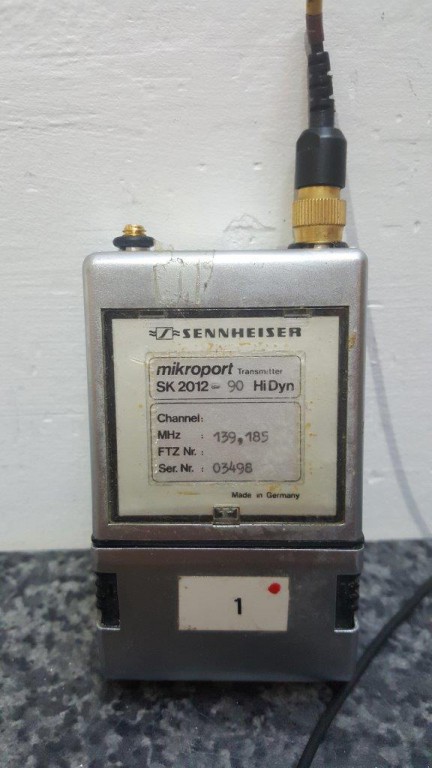 SENNHEISER
mikroport Transmitter
SK 2012-90 HiDyn
Channel:
MHz : 139,185
FTZ Nr. :
Ser. Nr. : 03498
Made in Germany
1